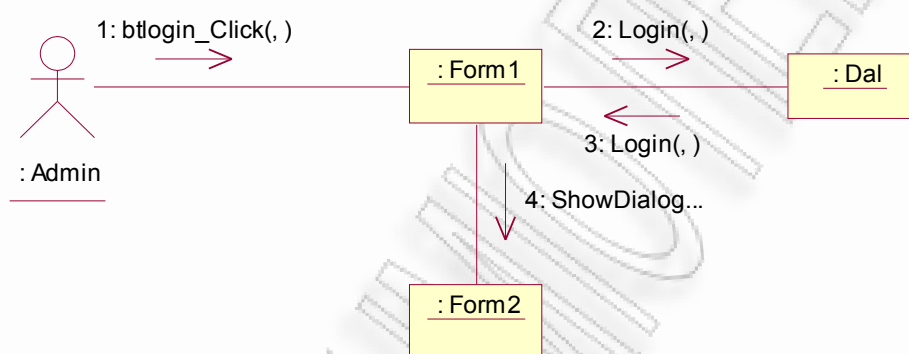 1: btlogin_Click(, )
2: Login(, )
: Form1
: Dal
3: Login(, )
: Admin
4: ShowDialog...
: Form2